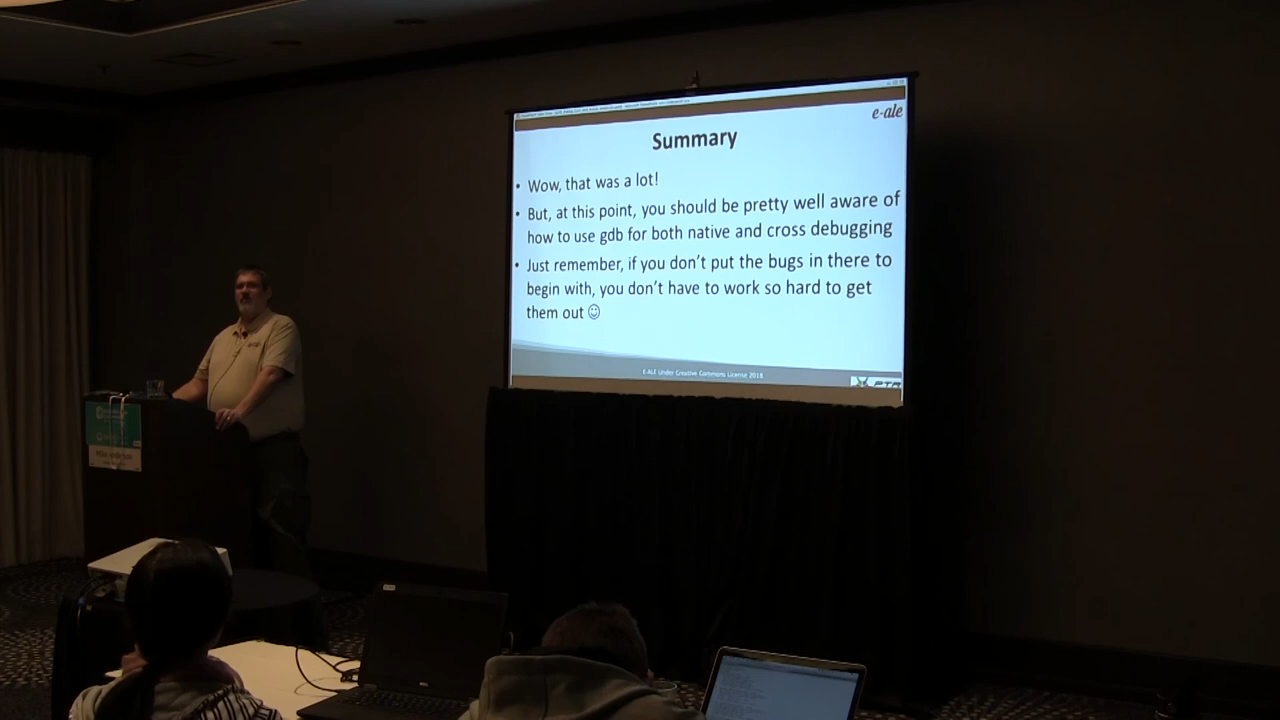 e-ale
Summary
• Wow, that was a lot!
• But, at this point, you should be pretty well aware of
how to use gdb for both native and cross debugging
• Just remember, if you don't put the bugs in there to
begin with, you don't have to work so hard to get
them out ☺
E-ALE Under Creative Commons License 2018
Mike Anderson